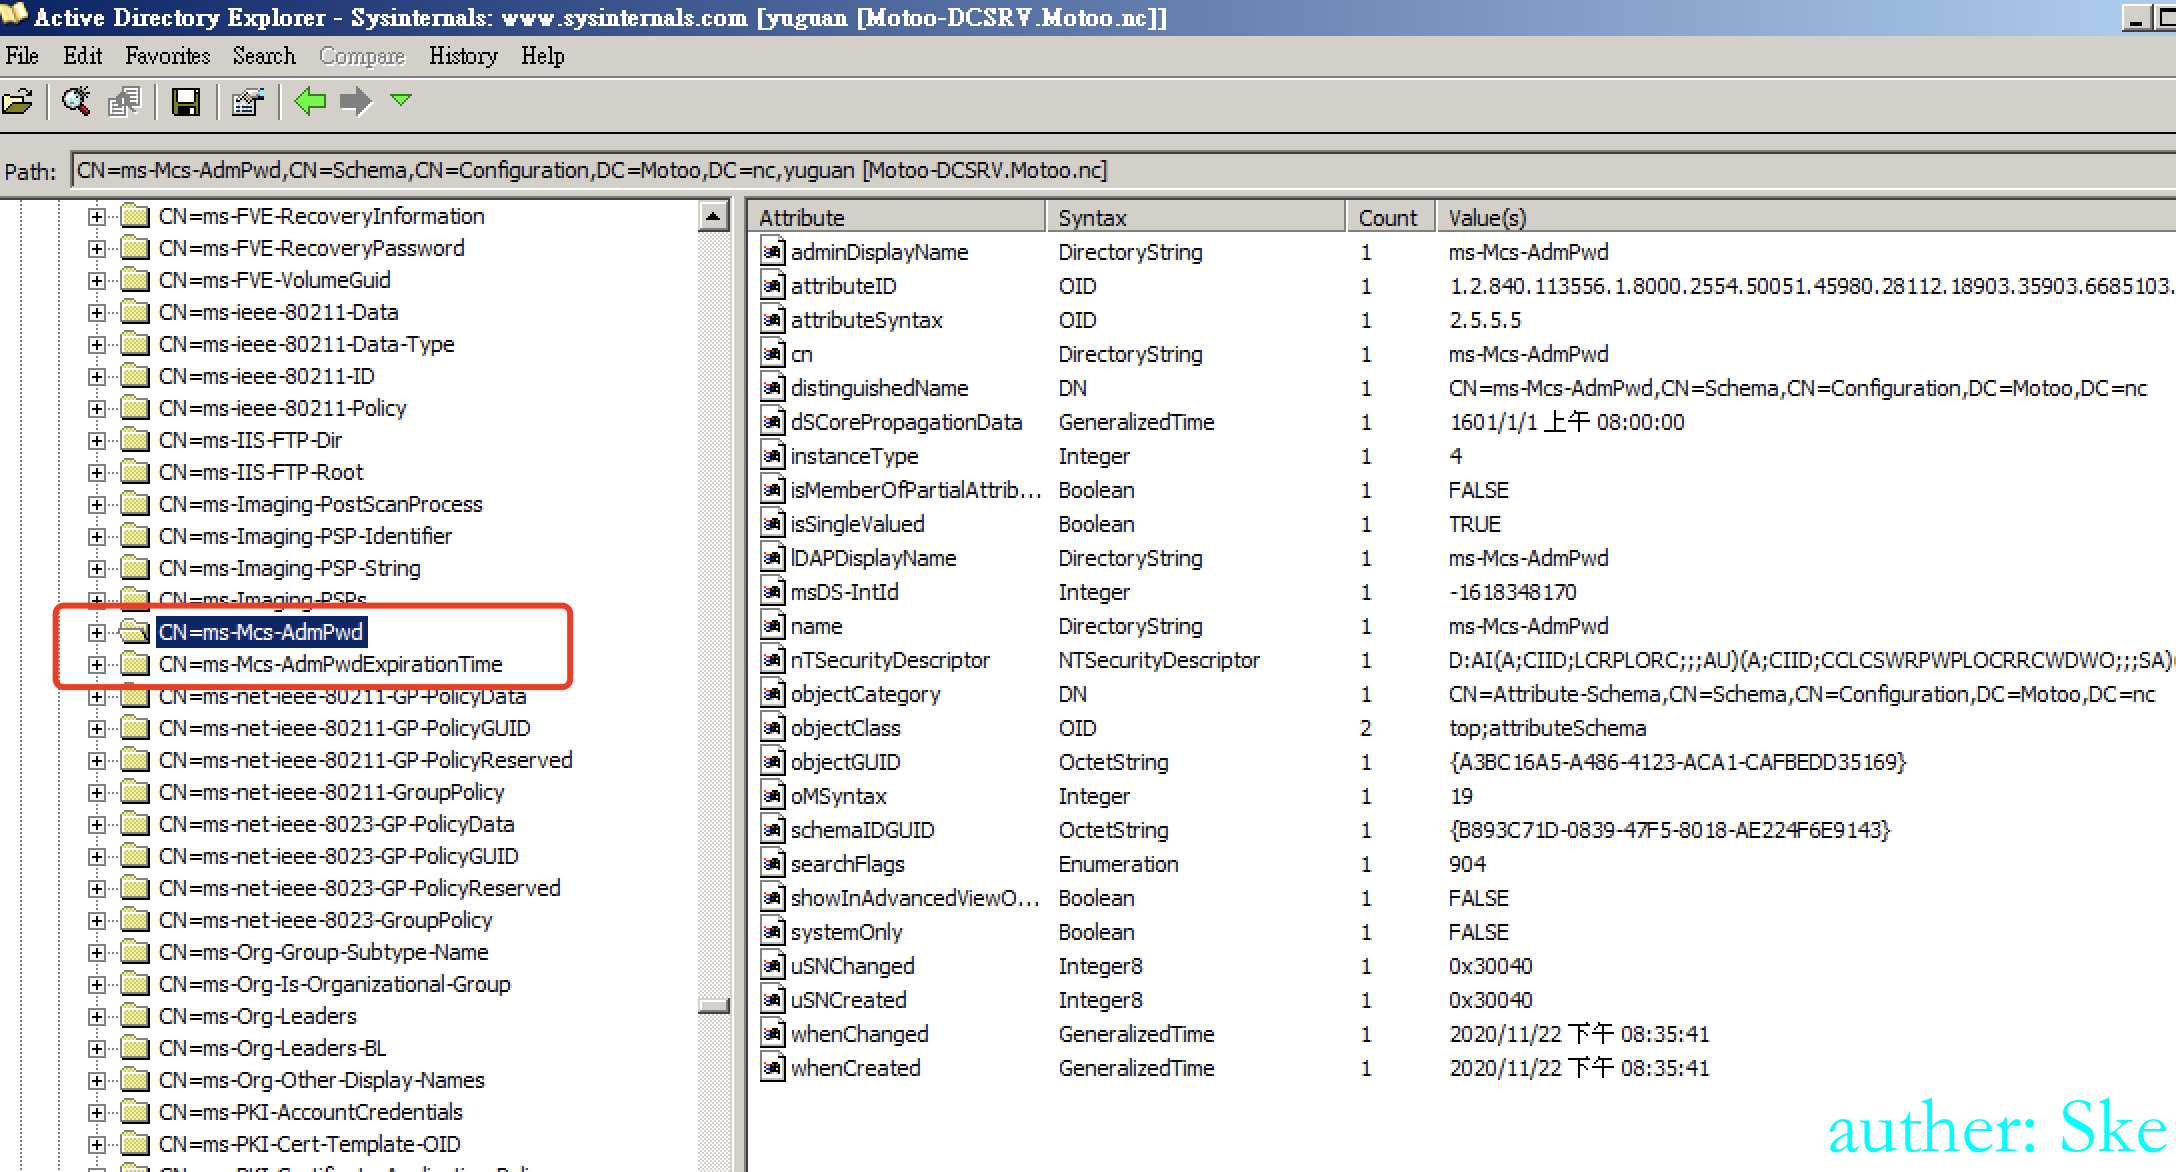 Active Directory Explorer - Sysinternals: www.sysinternals.com [yuguan [Motoo-DCSRV.Motoo.nc]]
File Edit Favorites Search Compare History Help
Path: CN=ms-Mcs-AdmPwd,CN=Schema,CN=Configuration,DC=Motoo,DC=nc,yuguan [Motoo-DCSRV.Motoo.nc]
CN=ms-FVE-RecoveryInformation
CN=ms-FVE-RecoveryPassword
CN=ms-FVE-VolumeGuid
CN=ms-ieee-80211-Data
CN=ms-ieee-80211-Data-Type
CN=ms-ieee-80211-ID
CN=ms-ieee-80211-Policy
CN=ms-IIS-FTP-Dir
CN=ms-IIS-FTP-Root
CN=ms-Imaging-PostScanProcess
CN=ms-Imaging-PSP-Identifier
CN=ms-Imaging-PSP-String
CN=ms-Imaging-PSPs
CN=ms-Mcs-AdmPwd
CN=ms-Mcs-AdmPwdExpirationTime
CN=ms-net-ieee-80211-GP-PolicyData
CN=ms-net-ieee-80211-GP-PolicyGUID
CN=ms-net-ieee-80211-GP-PolicyReserved
CN=ms-net-ieee-80211-GroupPolicy
CN=ms-net-ieee-8023-GP-PolicyData
CN=ms-net-ieee-8023-GP-PolicyGUID
CN=ms-net-ieee-8023-GP-PolicyReserved
CN=ms-net-ieee-8023-GroupPolicy
CN=ms-Org-Group-Subtype-Name
CN=ms-Org-Is-Organizational-Group
CN=ms-Org-Leaders
CN=ms-Org-Leaders-BL
CN=ms-Org-Other-Display-Names
CN=ms-PKI-AccountCredentials
CN=ms-PKI-Cert-Template-OID
Attribute Syntax Count Value(s)
adminDisplayName DirectoryString 1 ms-Mcs-AdmPwd
attributeID OID 1 1.2.840.113556.1.8000.2554.50051.45980.28112.18903.35903.6685103.
attributeSyntax OID 1 2.5.5.5
cn DirectoryString 1 ms-Mcs-AdmPwd
distinguishedName DN 1 CN=ms-Mcs-AdmPwd,CN=Schema,CN=Configuration,DC=Motoo,DC=nc
dSCorePropagationData GeneralizedTime 1 1601/1/1 上午 08:00:00
instanceType Integer 1 4
isMemberOfPartialAttrib... Boolean 1 FALSE
isSingleValued Boolean 1 TRUE
lDAPDisplayName DirectoryString 1 ms-Mcs-AdmPwd
msDS-IntId Integer 1 -1618348170
name DirectoryString 1 ms-Mcs-AdmPwd
nTSecurityDescriptor NTSecurityDescriptor 1 D:AI(A;CIID;LCRPLORC;;;AU)(A;CIID;CCLCSWRPWPLOCRRCWDWO;;;SA)
objectCategory DN 1 CN=Attribute-Schema,CN=Schema,CN=Configuration,DC=Motoo,DC=nc
objectClass OID 2 top;attributeSchema
objectGUID OctetString 1 {A3BC16A5-A486-4123-ACA1-CAFBEDD35169}
oMSyntax Integer 1 19
schemaIDGUID OctetString 1 {B893C71D-0839-47F5-8018-AE224F6E9143}
searchFlags Enumeration 1 904
showInAdvancedViewO... Boolean 1 FALSE
systemOnly Boolean 1 FALSE
uSNChanged Integer8 1 0x30040
uSNCreated Integer8 1 0x30040
whenChanged GeneralizedTime 1 2020/11/22 下午 08:35:41
whenCreated GeneralizedTime 1 2020/11/22 下午 08:35:41
auther: Ske